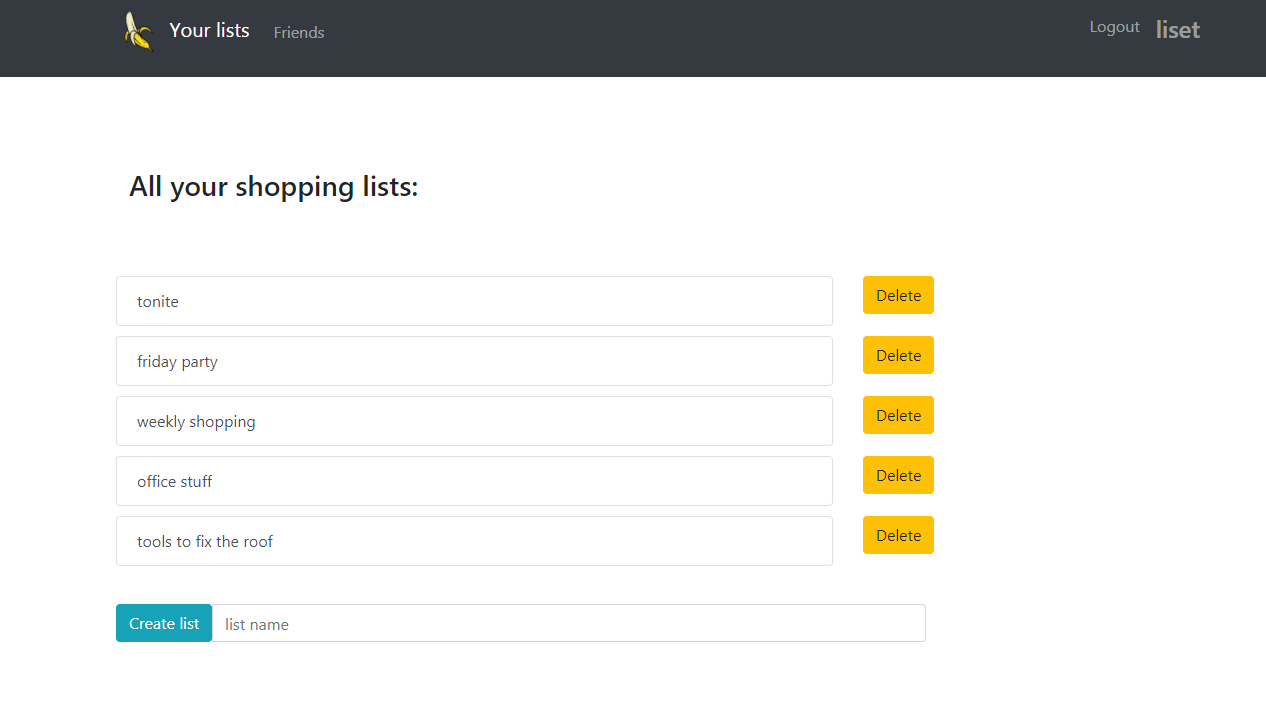 Your lists Friends Logout liset
All your shopping lists:
tonite Delete
friday party Delete
weekly shopping Delete
office stuff Delete
tools to fix the roof Delete
Create list list name